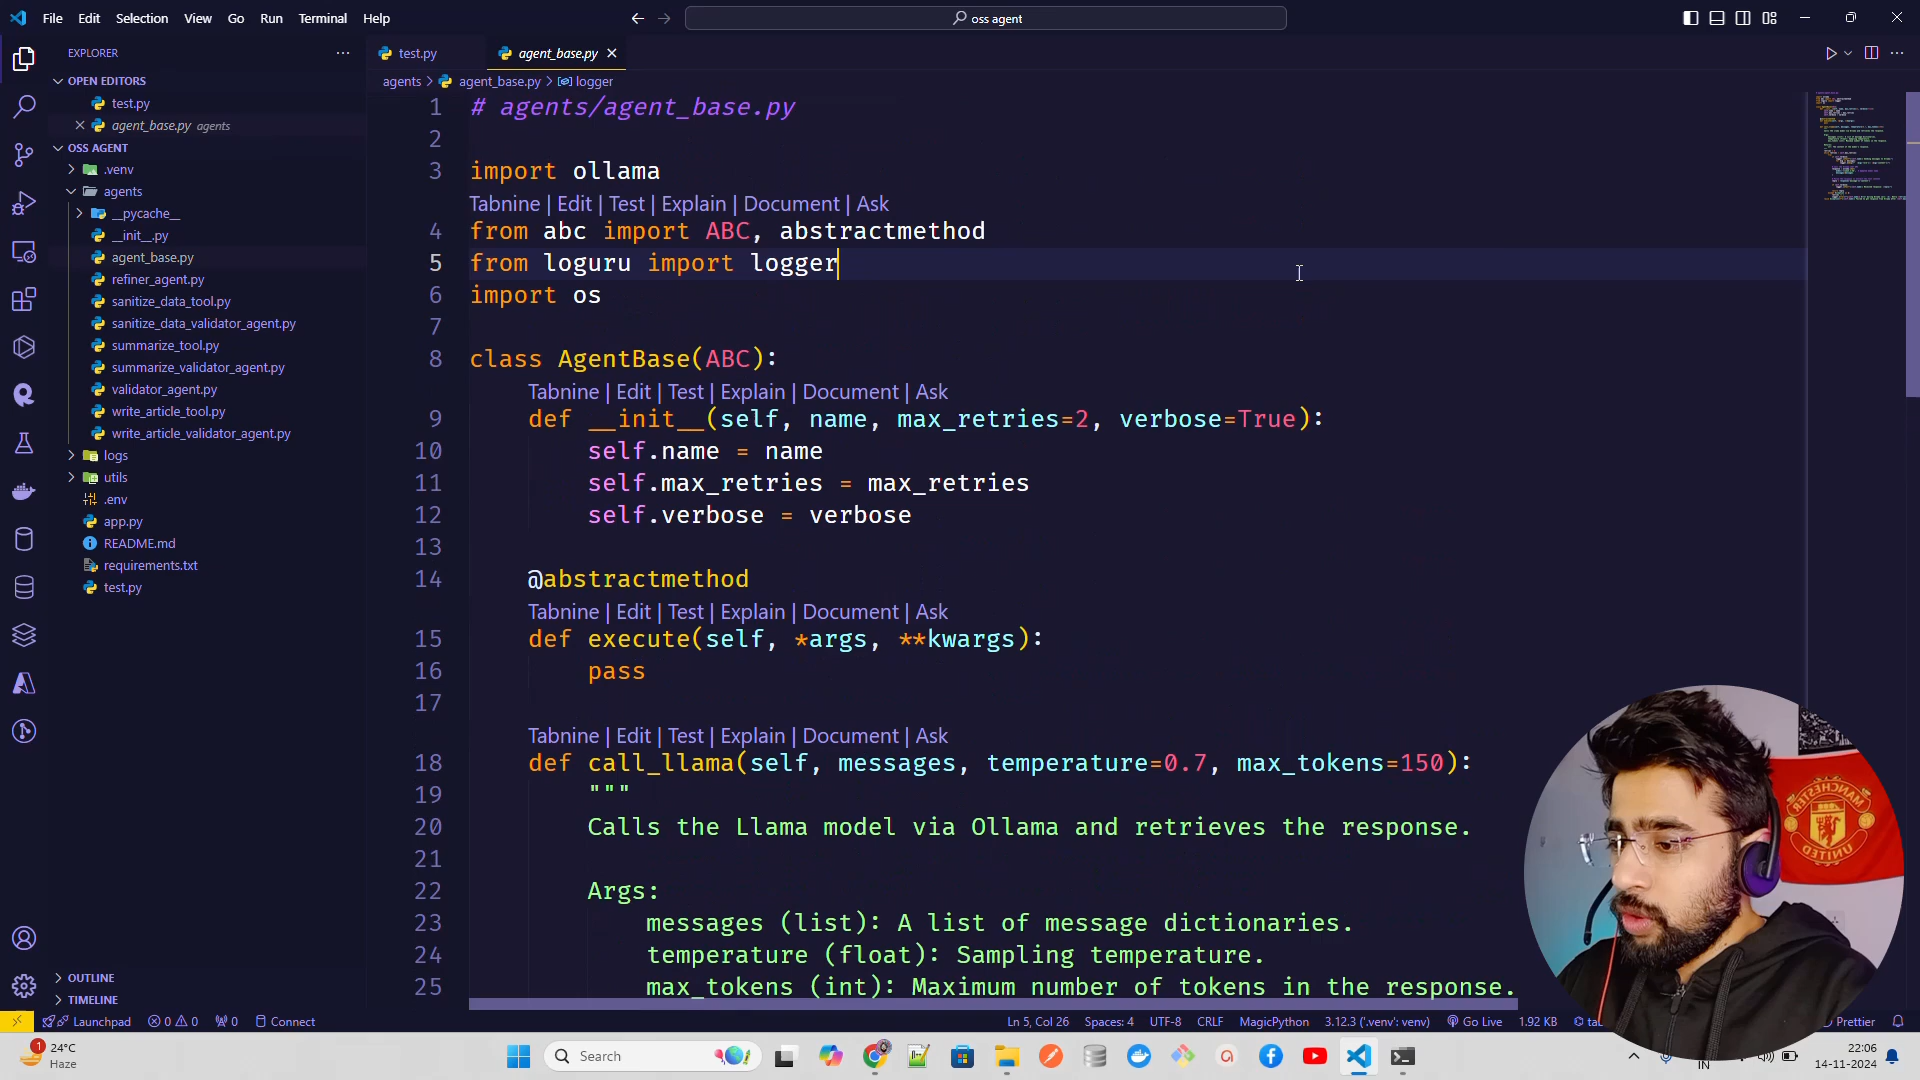 File Edit Selection View Go Run Terminal Help
oss agent
EXPLORER
OPEN EDITORS
test.py
agent_base.py agents
OSS AGENT
.venv
agents
__pycache__
__init__.py
agent_base.py
refiner_agent.py
sanitize_data_tool.py
sanitize_data_validator_agent.py
summarize_tool.py
summarize_validator_agent.py
validator_agent.py
write_article_tool.py
write_article_validator_agent.py
logs
utils
.env
app.py
README.md
requirements.txt
test.py
OUTLINE
TIMELINE
test.py agent_base.py
agents > agent_base.py > logger
1 # agents/agent_base.py
2
3 import ollama
Tabnine | Edit | Test | Explain | Document | Ask
4 from abc import ABC, abstractmethod
5 from loguru import logger
6 import os
7
8 class AgentBase(ABC):
Tabnine | Edit | Test | Explain | Document | Ask
9 def __init__(self, name, max_retries=2, verbose=True):
10 self.name = name
11 self.max_retries = max_retries
12 self.verbose = verbose
13
14 @abstractmethod
Tabnine | Edit | Test | Explain | Document | Ask
15 def execute(self, *args, **kwargs):
16 pass
17
Tabnine | Edit | Test | Explain | Document | Ask
18 def call_llama(self, messages, temperature=0.7, max_tokens=150):
19 """
20 Calls the Llama model via Ollama and retrieves the response.
21
22 Args:
23 messages (list): A list of message dictionaries.
24 temperature (float): Sampling temperature.
25 max_tokens (int): Maximum number of tokens in the response.
MANCHESTER
UNITED
Launchpad 0 0 0 Connect
Ln 5, Col 26 Spaces: 4 UTF-8 CRLF MagicPython 3.12.3 ('.venv': venv) Go Live 1.92 KB Prettier
1
24°C
Haze
Search
IN
22:06
14-11-2024